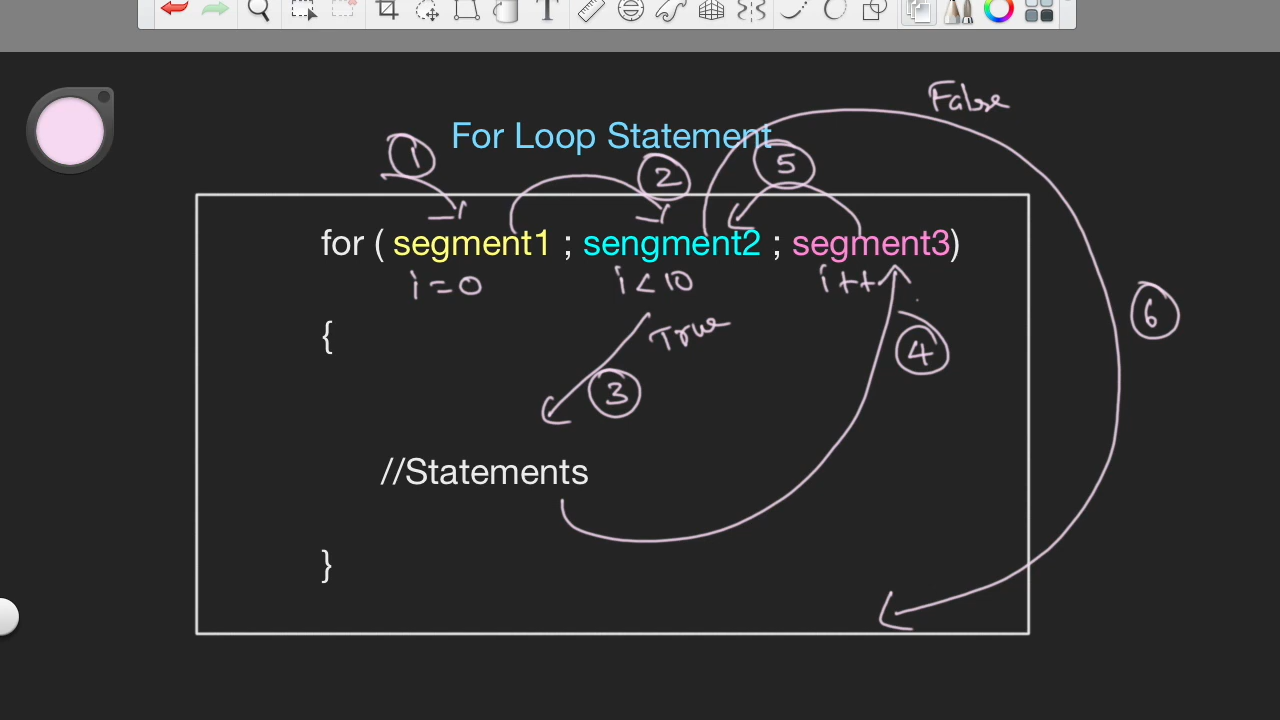 T
False
For Loop Statement
1 2 5
for ( segment1 ; sengment2 ; segment3)
i = 0 i < 10 i++
6
{
True
4
3
//Statements
}